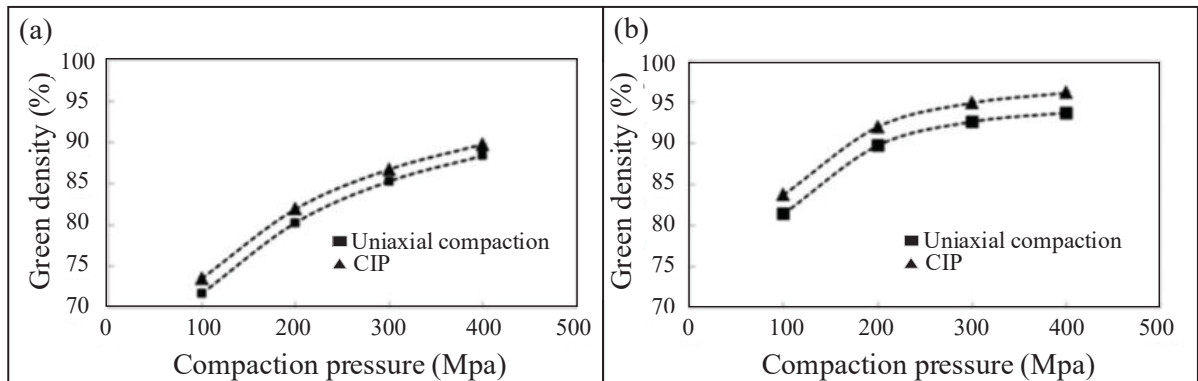 (a)
Green density (%)
100
95
90
85
80
75
70
0
100
200
300
400
500
Compaction pressure (Mpa)
Uniaxial compaction
CIP
(b)
Green density (%)
100
95
90
85
80
75
70
0
100
200
300
400
500
Compaction pressure (Mpa)
Uniaxial compaction
CIP